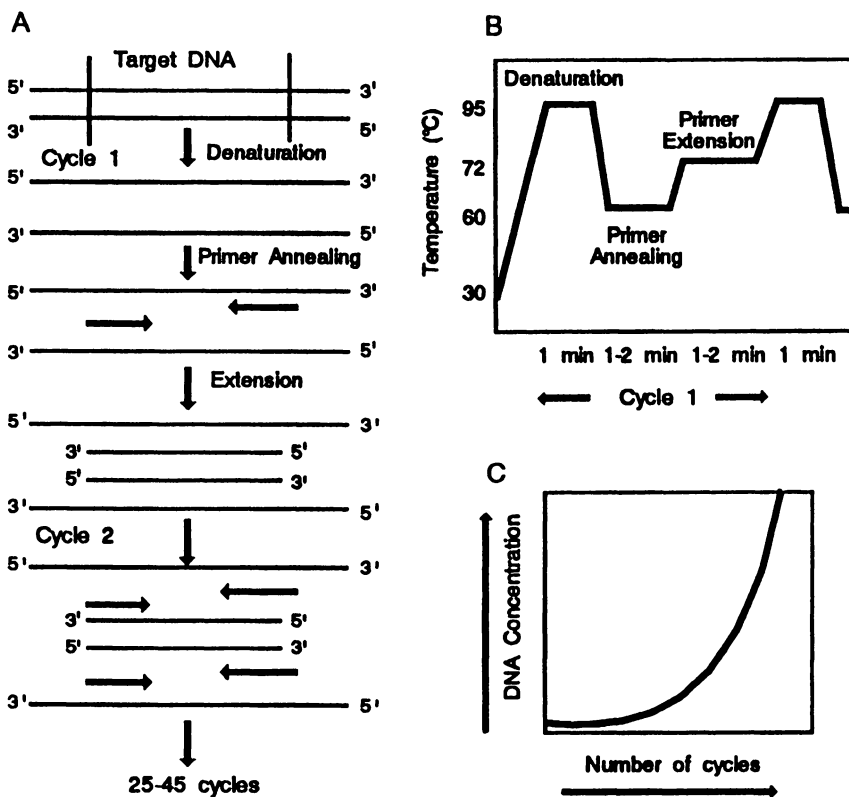 A
Target DNA
5' 3'
3' 5'
Cycle 1 Denaturation
5' 3'
3' 5'
Primer Annealing
5' 3'
3' 5'
Extension
5' 3'
3' 5'
5' 3'
3' 5'
Cycle 2
5' 3'
3' 5'
5' 3'
3' 5'
25-45 cycles
B
Temperature (°C)
95
72
60
30
Denaturation
Primer
Extension
Primer
Annealing
1 min 1-2 min 1-2 min 1 min
Cycle 1
C
DNA Concentration
Number of cycles